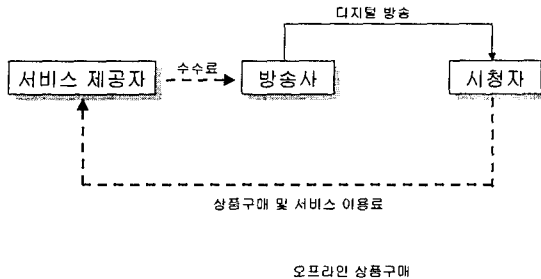 디지털 방송
서비스 제공자
수수료
방송사
시청자
상품구매 및 서비스 이용료
오프라인 상품구매